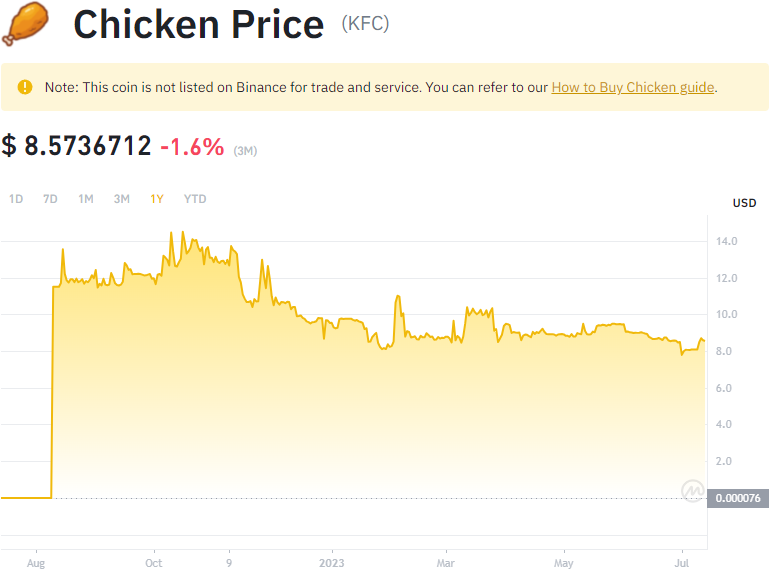 Chicken Price (KFC)
Note: This coin is not listed on Binance for trade and service. You can refer to our How to Buy Chicken guide.
$ 8.5736712 -1.6% (3M)
1D 7D 1M 3M 1Y YTD
USD
14.0
12.0
10.0
8.0
6.0
4.0
2.0
0.000076
Aug Oct 9 2023 Mar May Jul